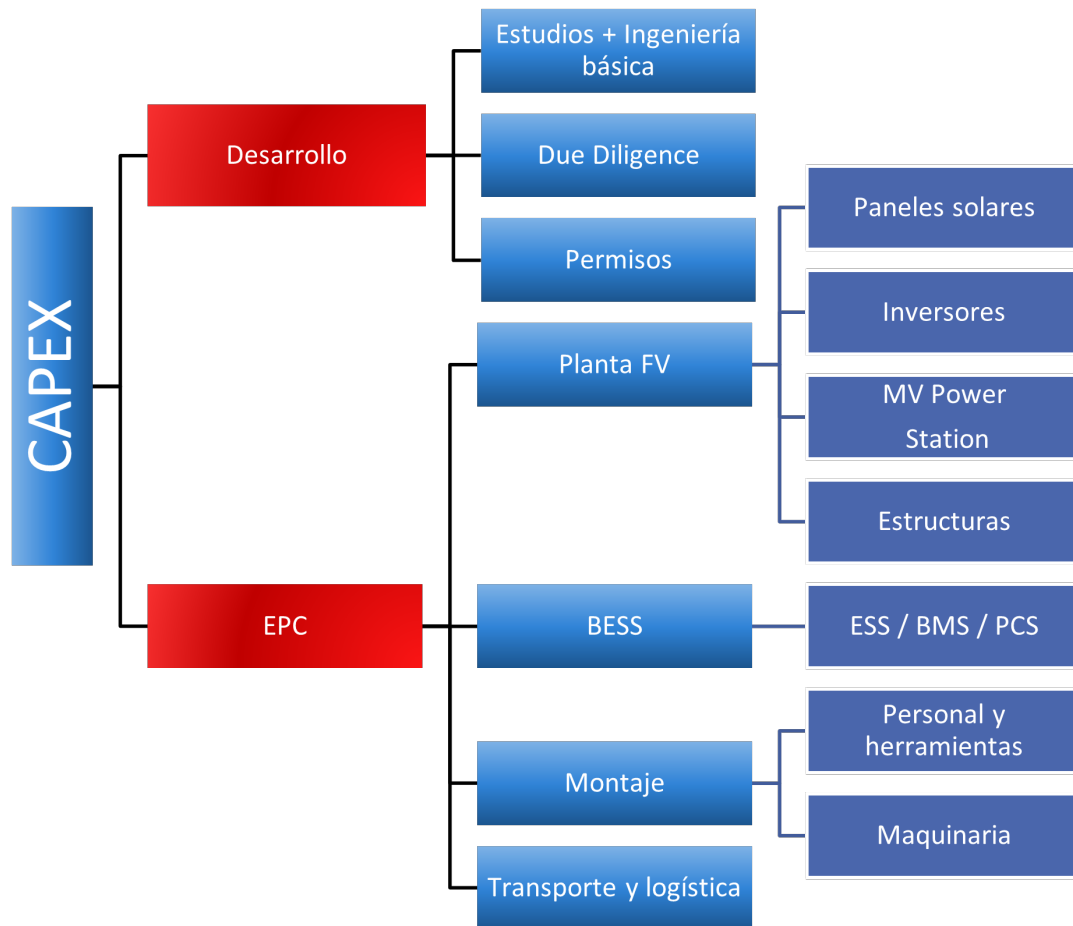 CAPEX
Desarrollo
Estudios + Ingeniería
básica
Due Diligence
Permisos
EPC
Planta FV
Paneles solares
Inversores
MV Power
Station
Estructuras
BESS
ESS / BMS / PCS
Montaje
Personal y
herramientas
Maquinaria
Transporte y logística